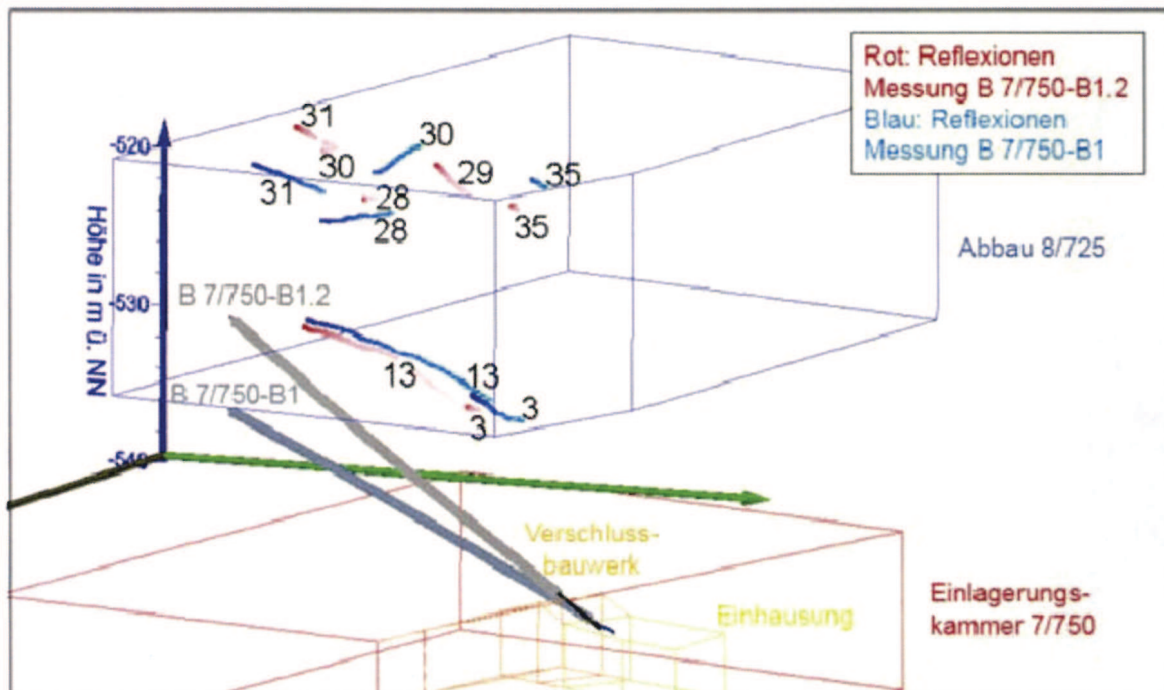 Rot: Reflexionen
Messung B 7/750-B1.2
Blau: Reflexionen
Messung B 7/750-B1
31
30
30
29
35
-520
31
28
35
28
Höhe in m ü. NN
Abbau 8/725
B 7/750-B1.2
-530
13
13
B 7/750-B1
3
3
-540
Verschluss-
bauwerk
Einhausung
Einlagerungs-
kammer 7/750